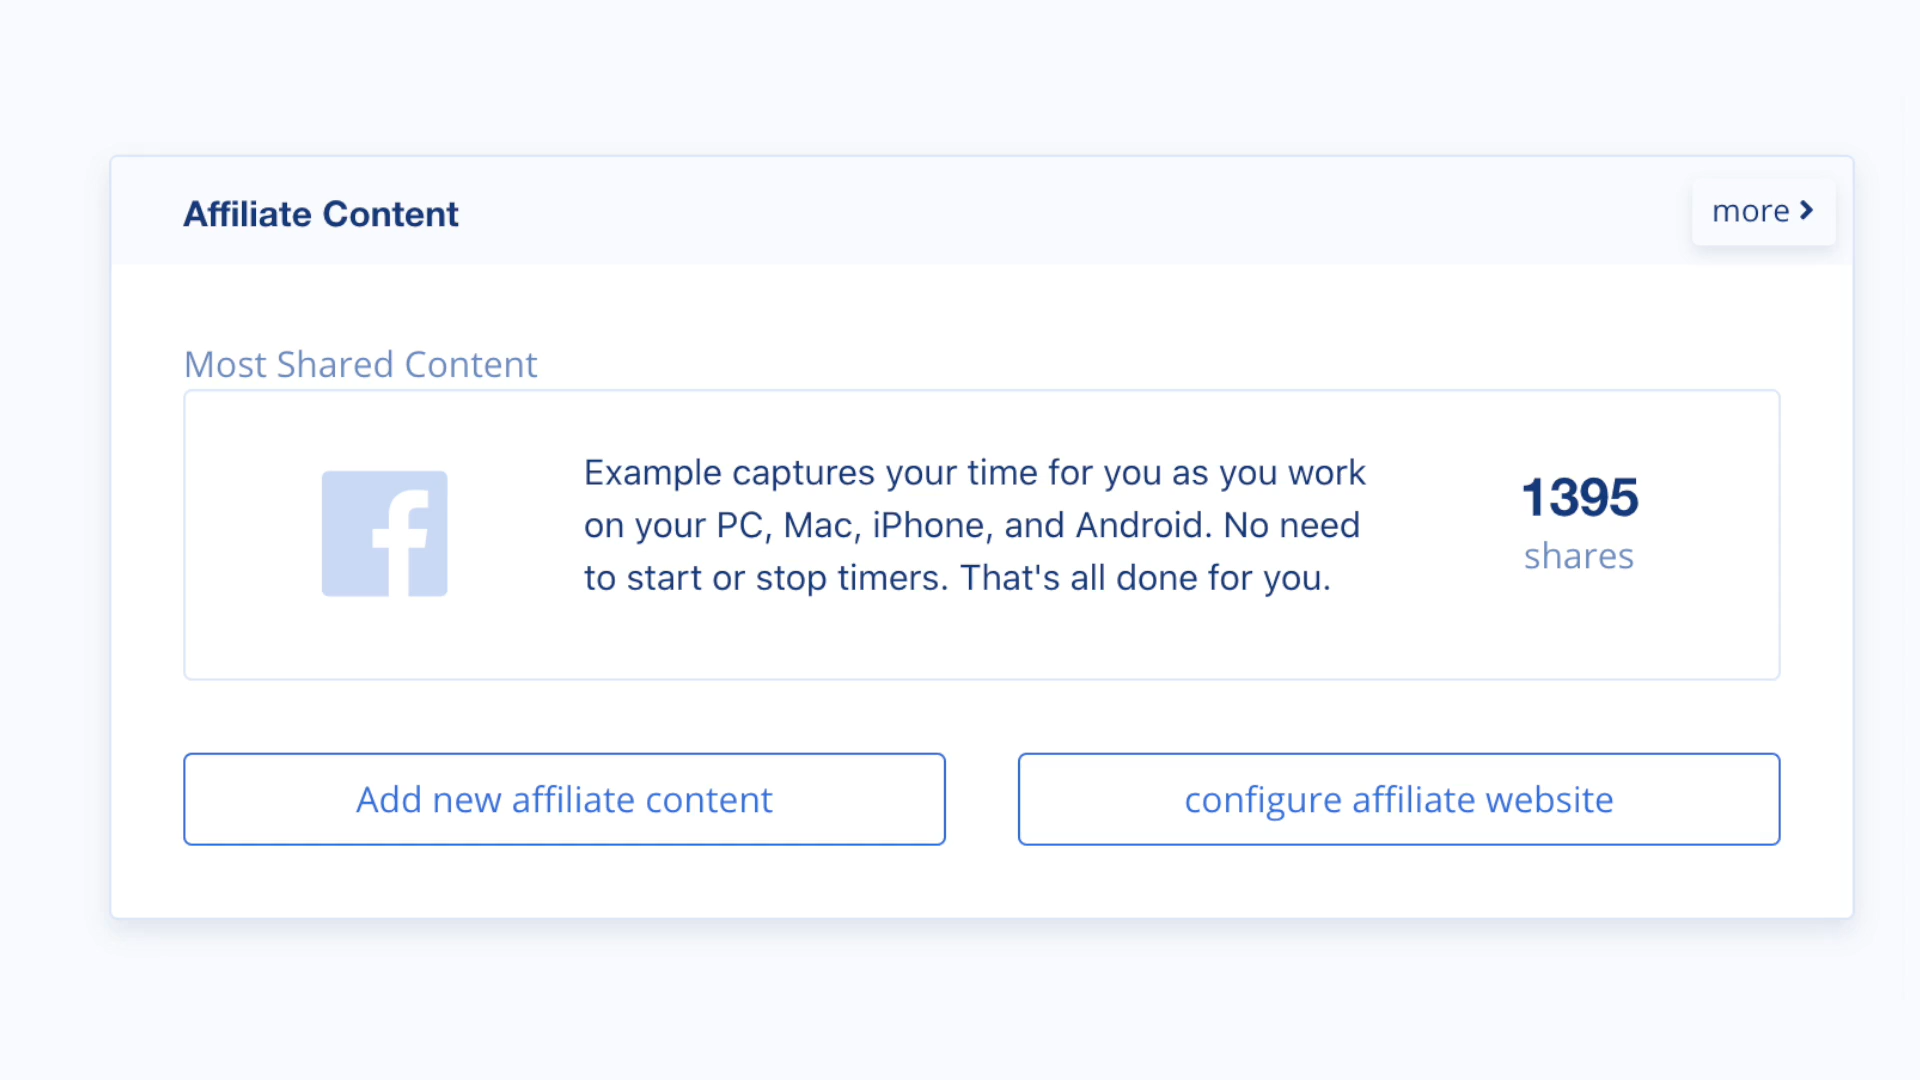 Affiliate Content
more
Most Shared Content
Example captures your time for you as you work
on your PC, Mac, iPhone, and Android. No need
to start or stop timers. That's all done for you.
1395
shares
Add new affiliate content
configure affiliate website